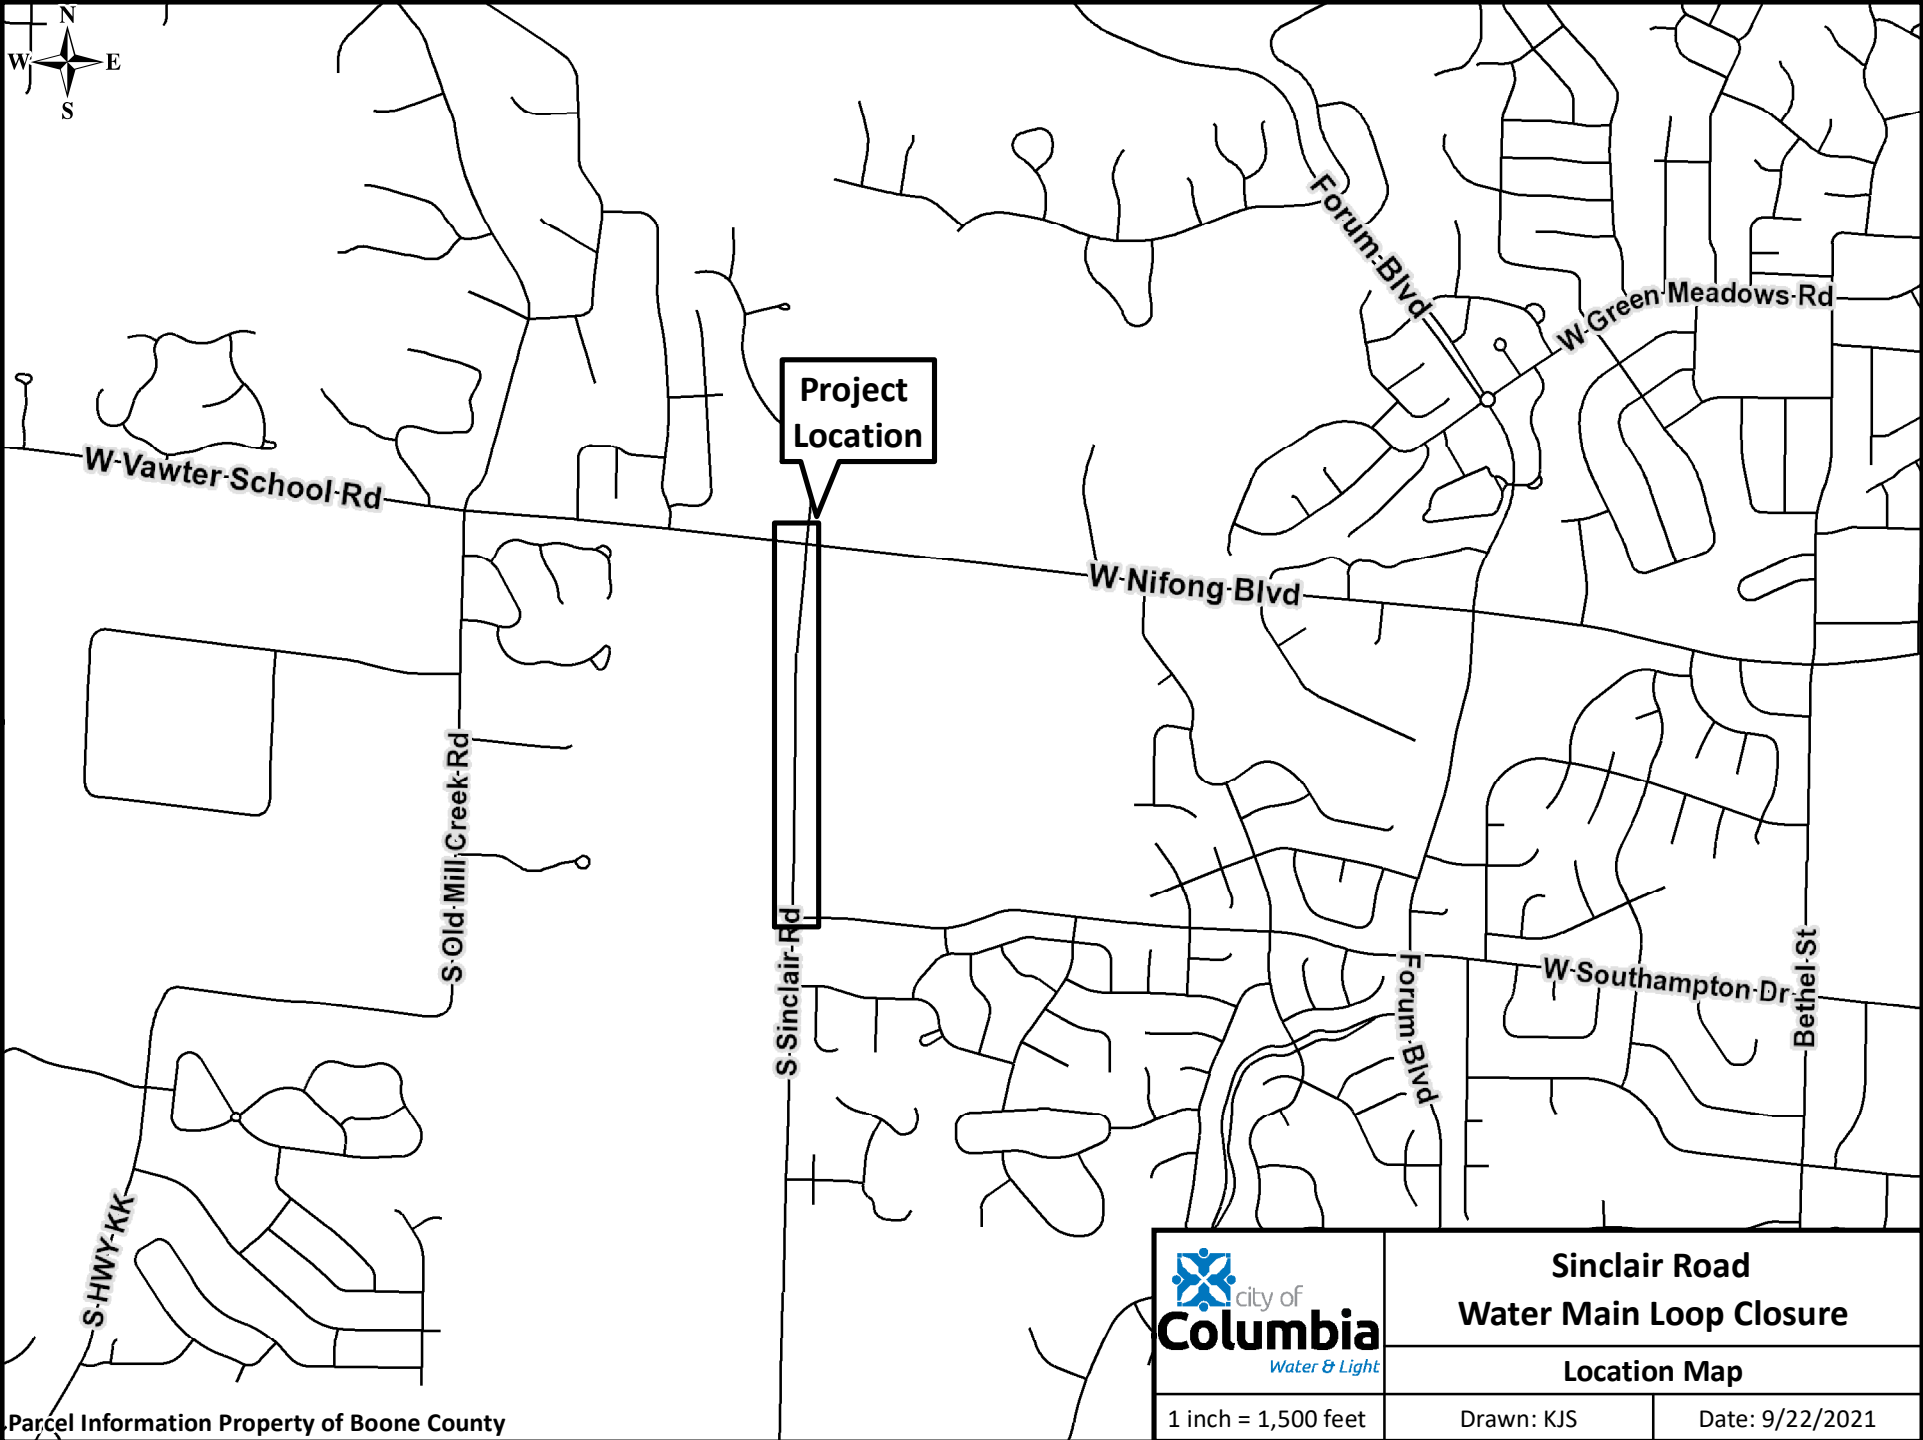 N
W E
S
Forum Blvd
W Green Meadows Rd
Project
Location
W Vawter School Rd
W Nifong Blvd
S Old Mill Creek Rd
S Sinclair Rd
Forum Blvd
W Southampton Dr
Bethel St
S HWY KK
city of
Columbia
Water & Light
Sinclair Road
Water Main Loop Closure
Location Map
1 inch = 1,500 feet
Drawn: KJS
Date: 9/22/2021
Parcel Information Property of Boone County